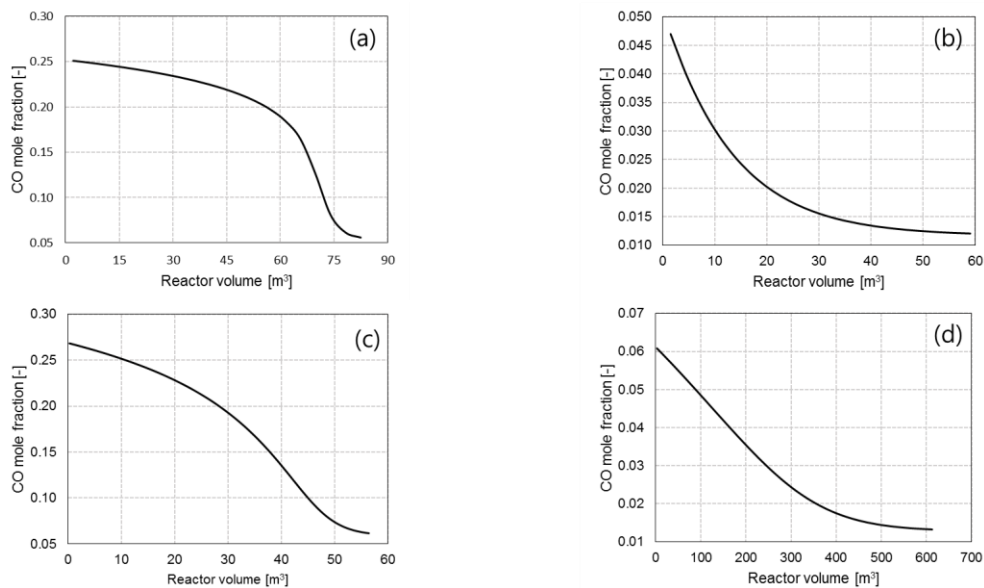 (a)
CO mole fraction [-]
0.30
0.25
0.20
0.15
0.10
0.05
0 15 30 45 60 75 90
Reactor volume [m³]
(b)
CO mole fraction [-]
0.050
0.045
0.040
0.035
0.030
0.025
0.020
0.015
0.010
0 10 20 30 40 50 60
Reactor volume [m³]
(c)
CO mole fraction [-]
0.30
0.25
0.20
0.15
0.10
0.05
0 10 20 30 40 50 60
Reactor volume [m³]
(d)
CO mole fraction [-]
0.07
0.06
0.05
0.04
0.03
0.02
0.01
0 100 200 300 400 500 600 700
Reactor volume [m³]